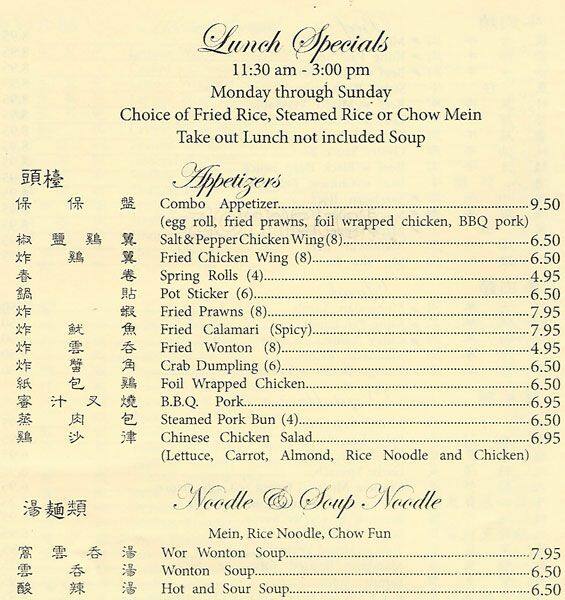 Lunch Specials
11:30 am - 3:00 pm
Monday through Sunday
Choice of Fried Rice, Steamed Rice or Chow Mein
Take out Lunch not included Soup
頭檯 Appetizers
保保盤 Combo Appetizer 9.50
(egg roll, fried prawns, foil wrapped chicken, BBQ pork)
椒鹽鷄翼 Salt & Pepper Chicken Wing (8) 6.50
炸鷄翼 Fried Chicken Wing (8) 6.50
春卷 Spring Rolls (4) 4.95
鍋貼 Pot Sticker (6) 6.50
炸蝦 Fried Prawns (8) 7.95
炸魷魚 Fried Calamari (Spicy) 7.95
炸雲吞 Fried Wonton (8) 4.95
炸蟹角 Crab Dumpling (6) 6.50
紙包鷄 Foil Wrapped Chicken 6.50
蜜汁叉燒 B.B.Q. Pork 6.95
蒸肉包 Steamed Pork Bun (4) 6.50
鷄沙律 Chinese Chicken Salad 6.95
(Lettuce, Carrot, Almond, Rice Noodle and Chicken)
湯麵類 Noodle & Soup Noodle
Mein, Rice Noodle, Chow Fun
窩雲吞湯 Wor Wonton Soup 7.95
雲吞湯 Wonton Soup 6.50
酸辣湯 Hot and Sour Soup 6.50